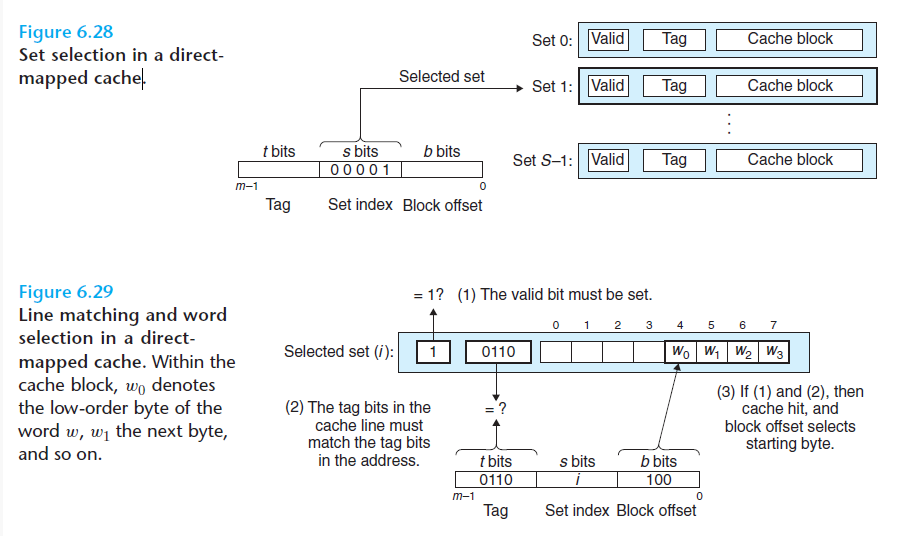 Figure 6.28
Set selection in a direct-
mapped cache.
Set 0: Valid Tag Cache block
Selected set
Set 1: Valid Tag Cache block
. . .
t bits s bits b bits
Set S–1: Valid Tag Cache block
0 0 0 0 1
m–1 0
Tag Set index Block offset
Figure 6.29
Line matching and word
selection in a direct-
mapped cache. Within the
cache block, w0 denotes
the low-order byte of the
word w, w1 the next byte,
and so on.
= 1? (1) The valid bit must be set.
0 1 2 3 4 5 6 7
Selected set (i): 1 0110 w0 w1 w2 w3
(2) The tag bits in the
cache line must
match the tag bits
in the address.
= ?
(3) If (1) and (2), then
cache hit, and
block offset selects
starting byte.
t bits s bits b bits
0110 i 100
m–1 0
Tag Set index Block offset